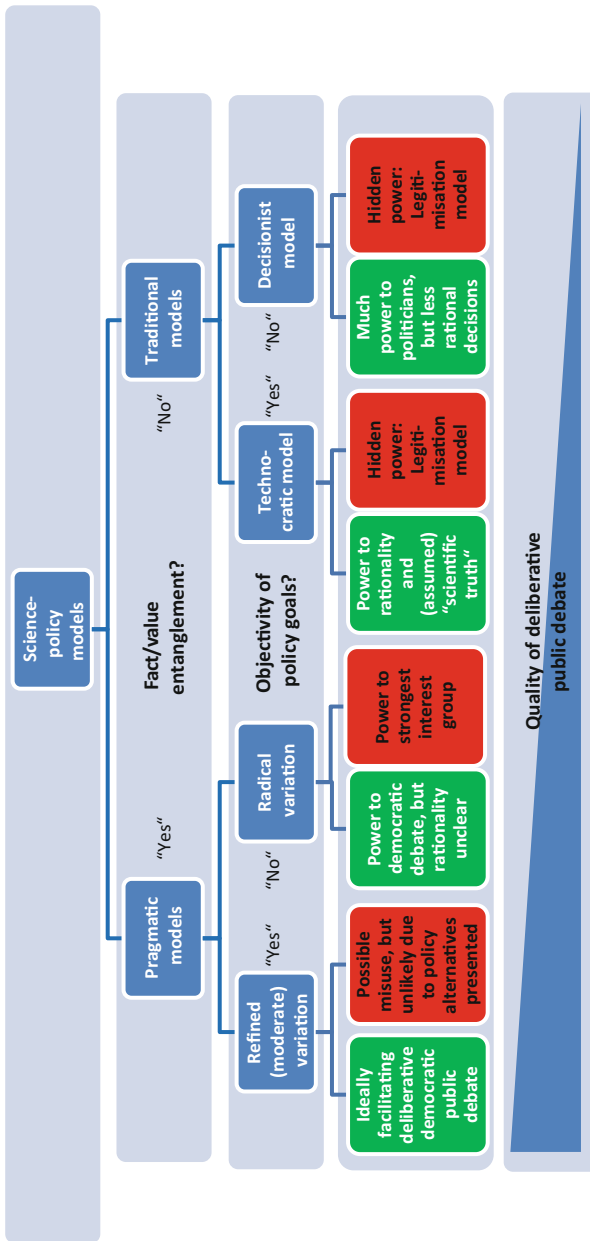 Science-
policy
models
Fact/value
entanglement?
"Yes“
"No“
Pragmatic
models
Traditional
models
Objectivity of
policy goals?
"Yes“
"No“
"Yes“
"No“
Refined
(moderate)
variation
Radical
variation
Techno-
cratic model
Decisionist
model
Ideally
facilitating
deliberative
democratic
public
debate
Possible
misuse, but
unlikely due
to policy
alternatives
presented
Power to
democratic
debate, but
rationality
unclear
Power to
strongest
interest
group
Power to
rationality
and
(assumed)
"scientific
truth“
Hidden
power:
Legiti-
misation
model
Much
power to
politicians,
but less
rational
decisions
Hidden
power:
Legiti-
misation
model
Quality of deliberative
public debate